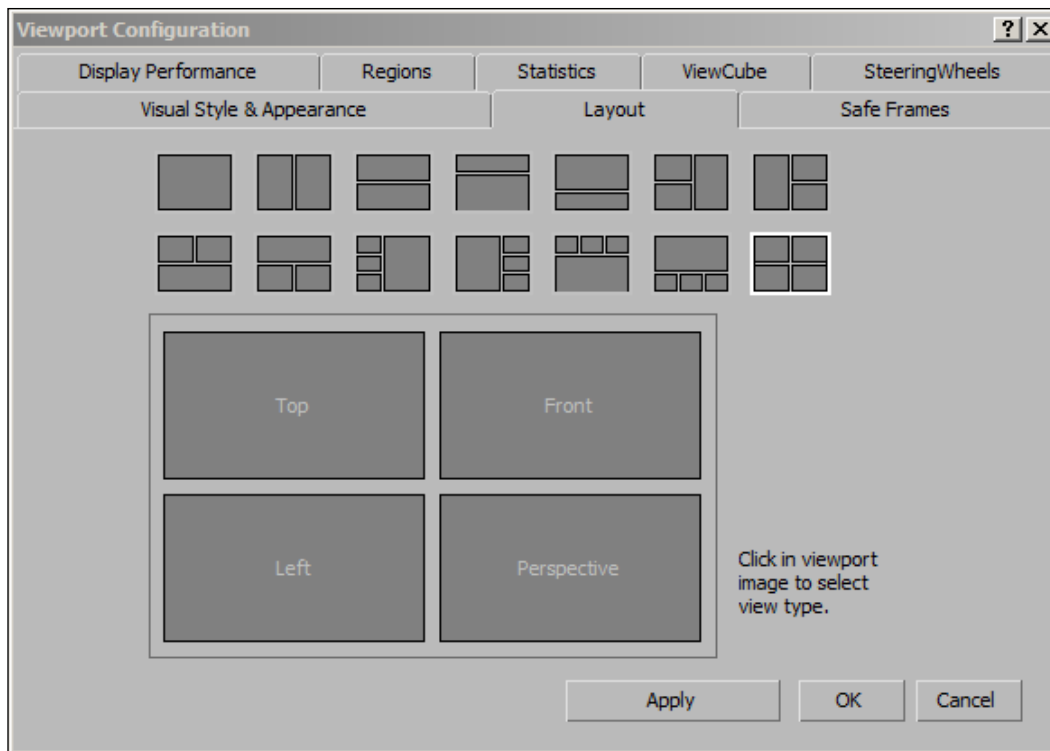 Viewport Configuration
Display Performance
Regions
Statistics
ViewCube
SteeringWheels
Visual Style & Appearance
Layout
Safe Frames
Top
Front
Left
Perspective
Click in viewport
image to select
view type.
Apply
OK
Cancel